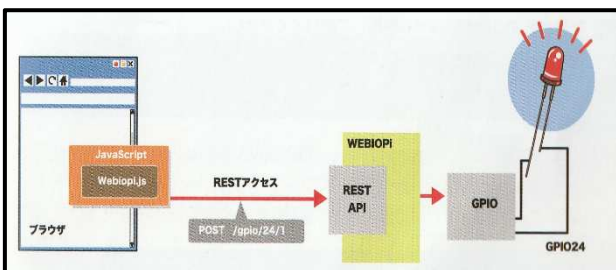 JavaScript
Webiopi.js
ブラウザ
RESTアクセス
POST /gpio/24/1
WEBIOPi
REST
API
GPIO
GPIO24